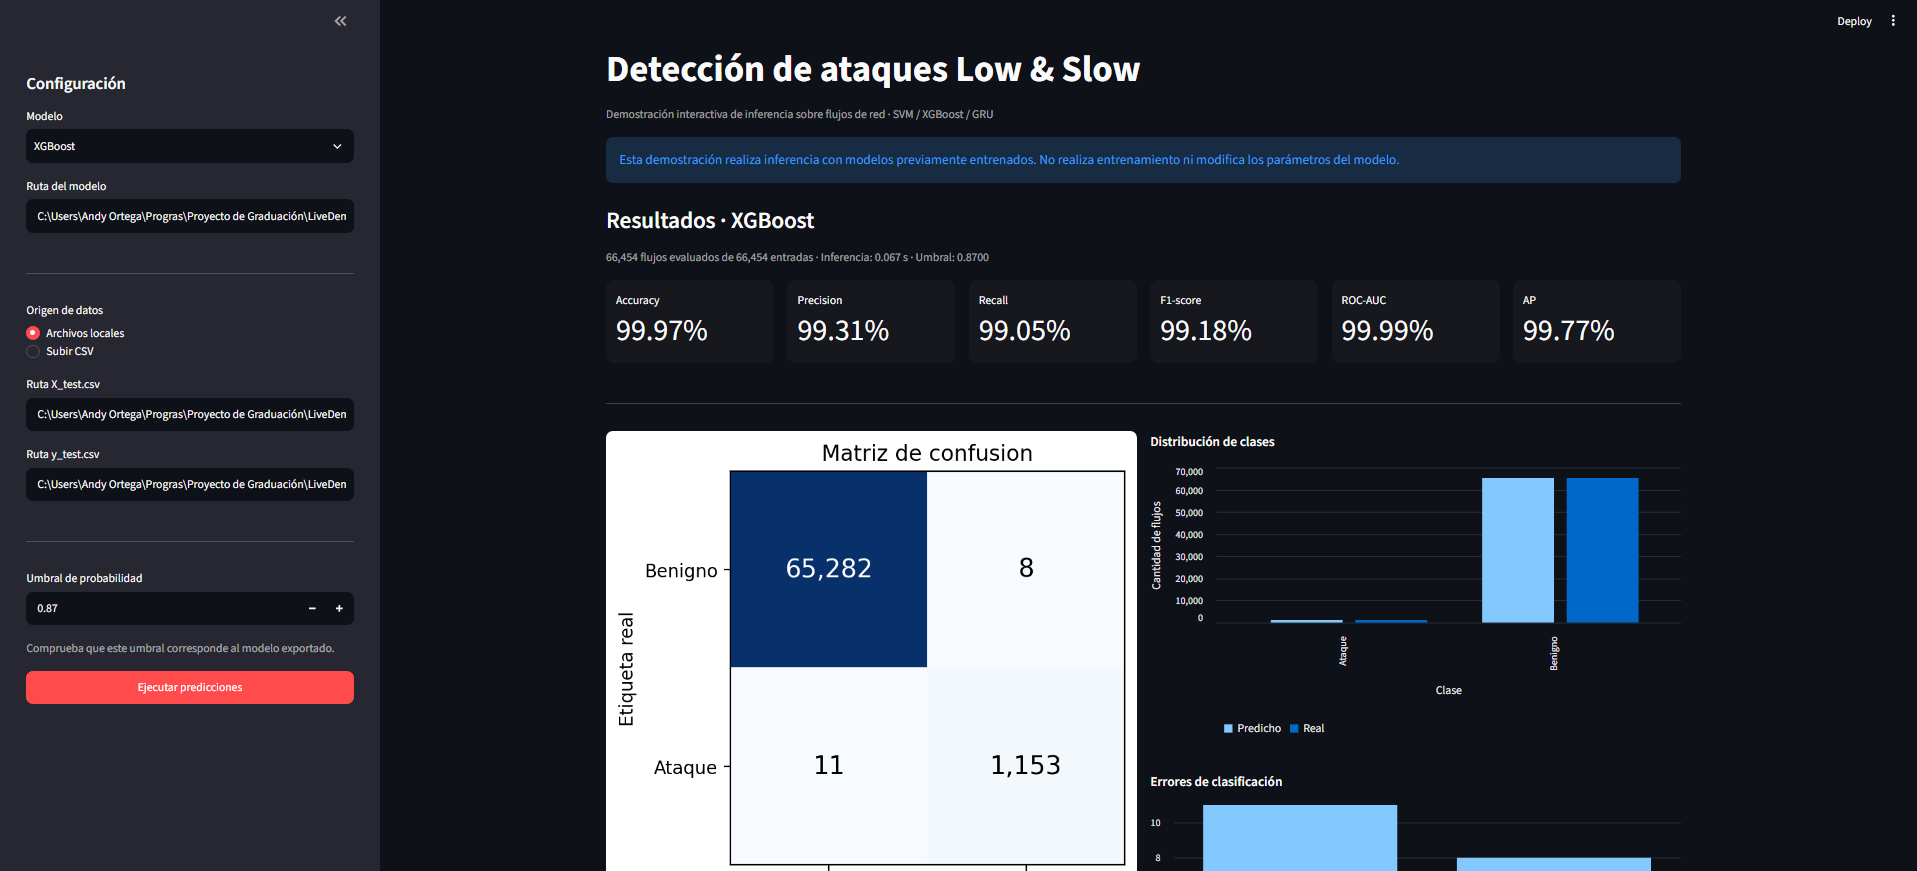 Deploy
Configuración
Modelo
XGBoost
Ruta del modelo
C:\Users\Andy Ortega\Progras\Proyecto de Graduación\LiveDen
Origen de datos
Archivos locales
Subir CSV
Ruta X_test.csv
C:\Users\Andy Ortega\Progras\Proyecto de Graduación\LiveDen
Ruta y_test.csv
C:\Users\Andy Ortega\Progras\Proyecto de Graduación\LiveDen
Umbral de probabilidad
0.87
Comprueba que este umbral corresponde al modelo exportado.
Ejecutar predicciones
Detección de ataques Low & Slow
Demostración interactiva de inferencia sobre flujos de red · SVM / XGBoost / GRU
Esta demostración realiza inferencia con modelos previamente entrenados. No realiza entrenamiento ni modifica los parámetros del modelo.
Resultados · XGBoost
66,454 flujos evaluados de 66,454 entradas · Inferencia: 0.067 s · Umbral: 0.8700
Accuracy
99.97%
Precision
99.31%
Recall
99.05%
F1-score
99.18%
ROC-AUC
99.99%
AP
99.77%
Matriz de confusion
Etiqueta real
Benigno
65,282
8
Ataque
11
1,153
Distribución de clases
Cantidad de flujos
70,000
60,000
50,000
40,000
30,000
20,000
10,000
0
Ataque
Benigno
Clase
Predicho
Real
Errores de clasificación
10
8